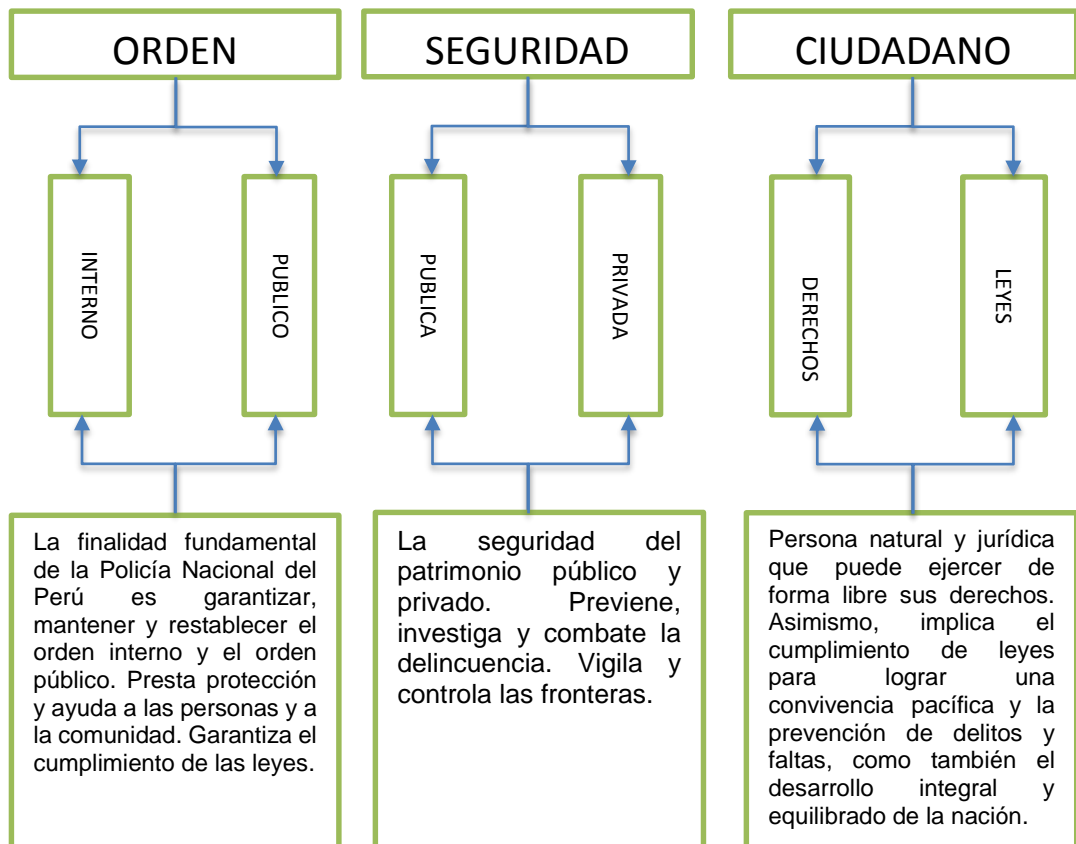 ORDEN
SEGURIDAD
CIUDADANO
INTERNO
PUBLICO
PUBLICA
PRIVADA
DERECHOS
LEYES
La finalidad fundamental
de la Policía Nacional del
Perú es garantizar,
mantener y restablecer el
orden interno y el orden
público. Presta protección
y ayuda a las personas y a
la comunidad. Garantiza el
cumplimiento de las leyes.
La seguridad del
patrimonio público y
privado. Previene,
investiga y combate la
delincuencia. Vigila y
controla las fronteras.
Persona natural y jurídica
que puede ejercer de
forma libre sus derechos.
Asimismo, implica el
cumplimiento de leyes
para lograr una
convivencia pacífica y la
prevención de delitos y
faltas, como también el
desarrollo integral y
equilibrado de la nación.